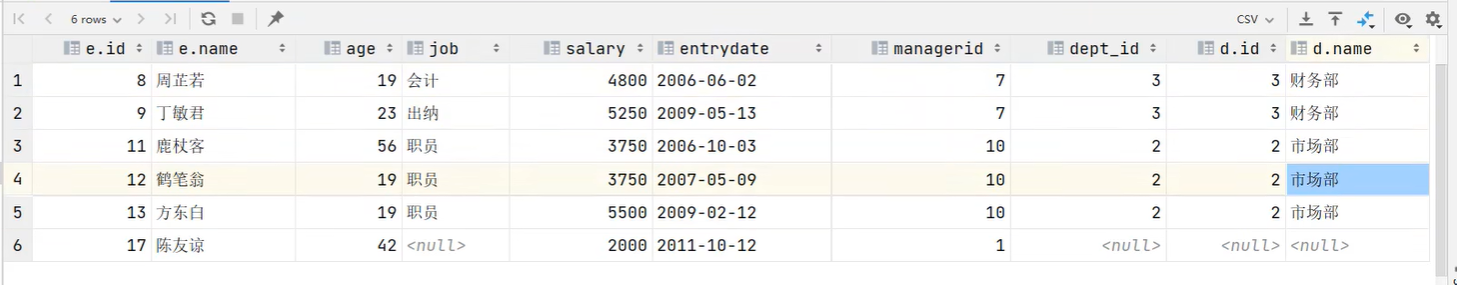 6 rows CSV
e.id e.name age job salary entrydate managerid dept_id d.id d.name
1 8 周芷若 19 会计 4800 2006-06-02 7 3 3 财务部
2 9 丁敏君 23 出纳 5250 2009-05-13 7 3 3 财务部
3 11 鹿杖客 56 职员 3750 2006-10-03 10 2 2 市场部
4 12 鹤笔翁 19 职员 3750 2007-05-09 10 2 2 市场部
5 13 方东白 19 职员 5500 2009-02-12 10 2 2 市场部
6 17 陈友谅 42 <null> 2000 2011-10-12 1 <null> <null> <null>